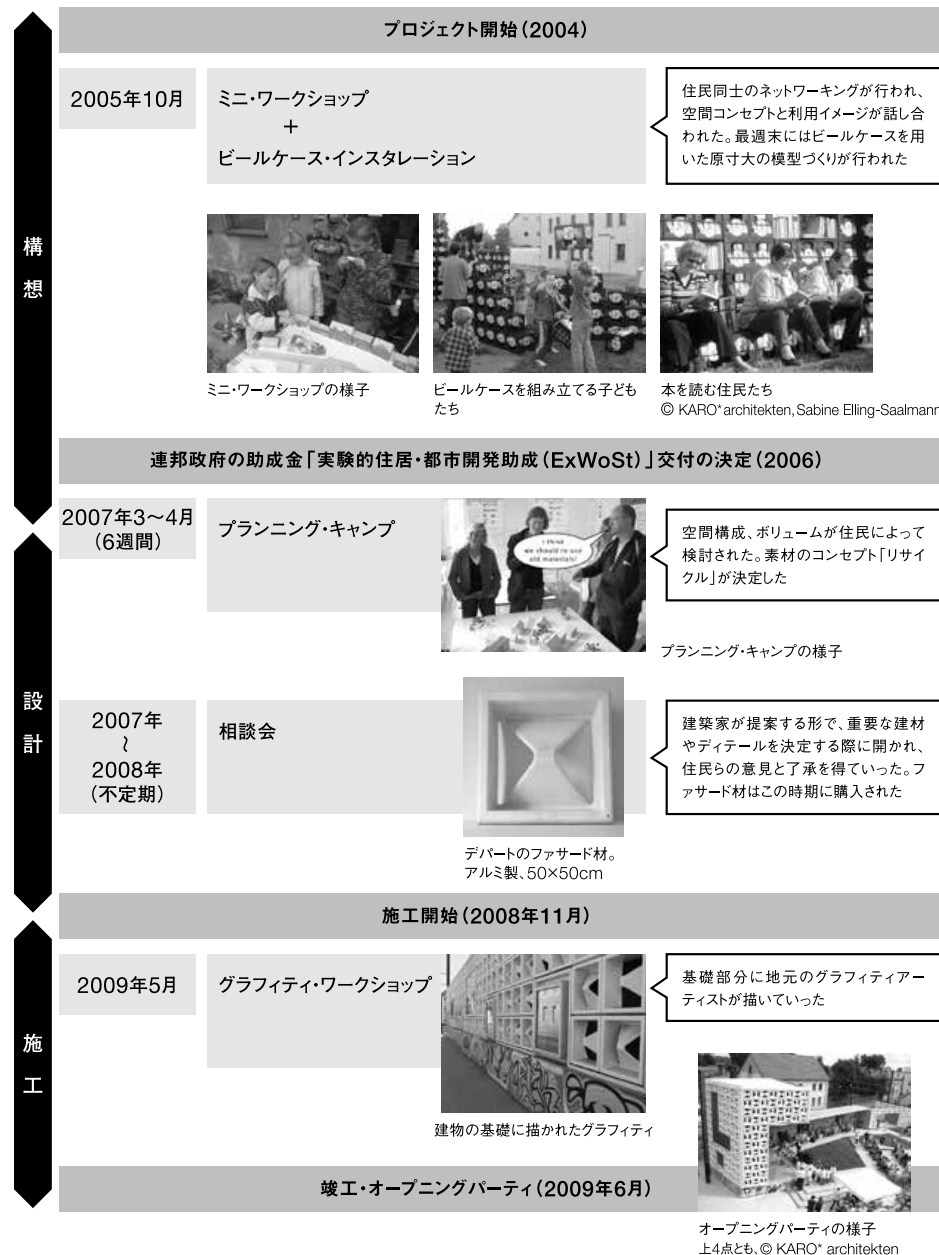 プロジェクト開始（2004）
構想
2005年10月
ミニ・ワークショップ
＋
ビールケース・インスタレーション
住民同士のネットワーキングが行われ、
空間コンセプトと利用イメージが話し合
われた。最週末にはビールケースを用
いた原寸大の模型づくりが行われた
ミニ・ワークショップの様子
ビールケースを組み立てる子ども
たち
本を読む住民たち
© KARO*architekten, Sabine Elling-Saalmann
連邦政府の助成金「実験的住居・都市開発助成（ExWoSt）」交付の決定（2006）
設計
2007年3〜4月
（6週間）
プランニング・キャンプ
I think
we should re-use
old materials!
空間構成、ボリュームが住民によって
検討された。素材のコンセプト「リサイ
クル」が決定した
プランニング・キャンプの様子
2007年
〜
2008年
（不定期）
相談会
建築家が提案する形で、重要な建材
やディテールを決定する際に開かれ、
住民らの意見と了承を得ていった。フ
ァサード材はこの時期に購入された
デパートのファサード材。
アルミ製、50×50cm
施工開始（2008年11月）
施工
2009年5月
グラフィティ・ワークショップ
基礎部分に地元のグラフィティアー
ティストが描いていった
建物の基礎に描かれたグラフィティ
竣工・オープニングパーティ（2009年6月）
オープニングパーティの様子
上4点とも、© KARO* architekten